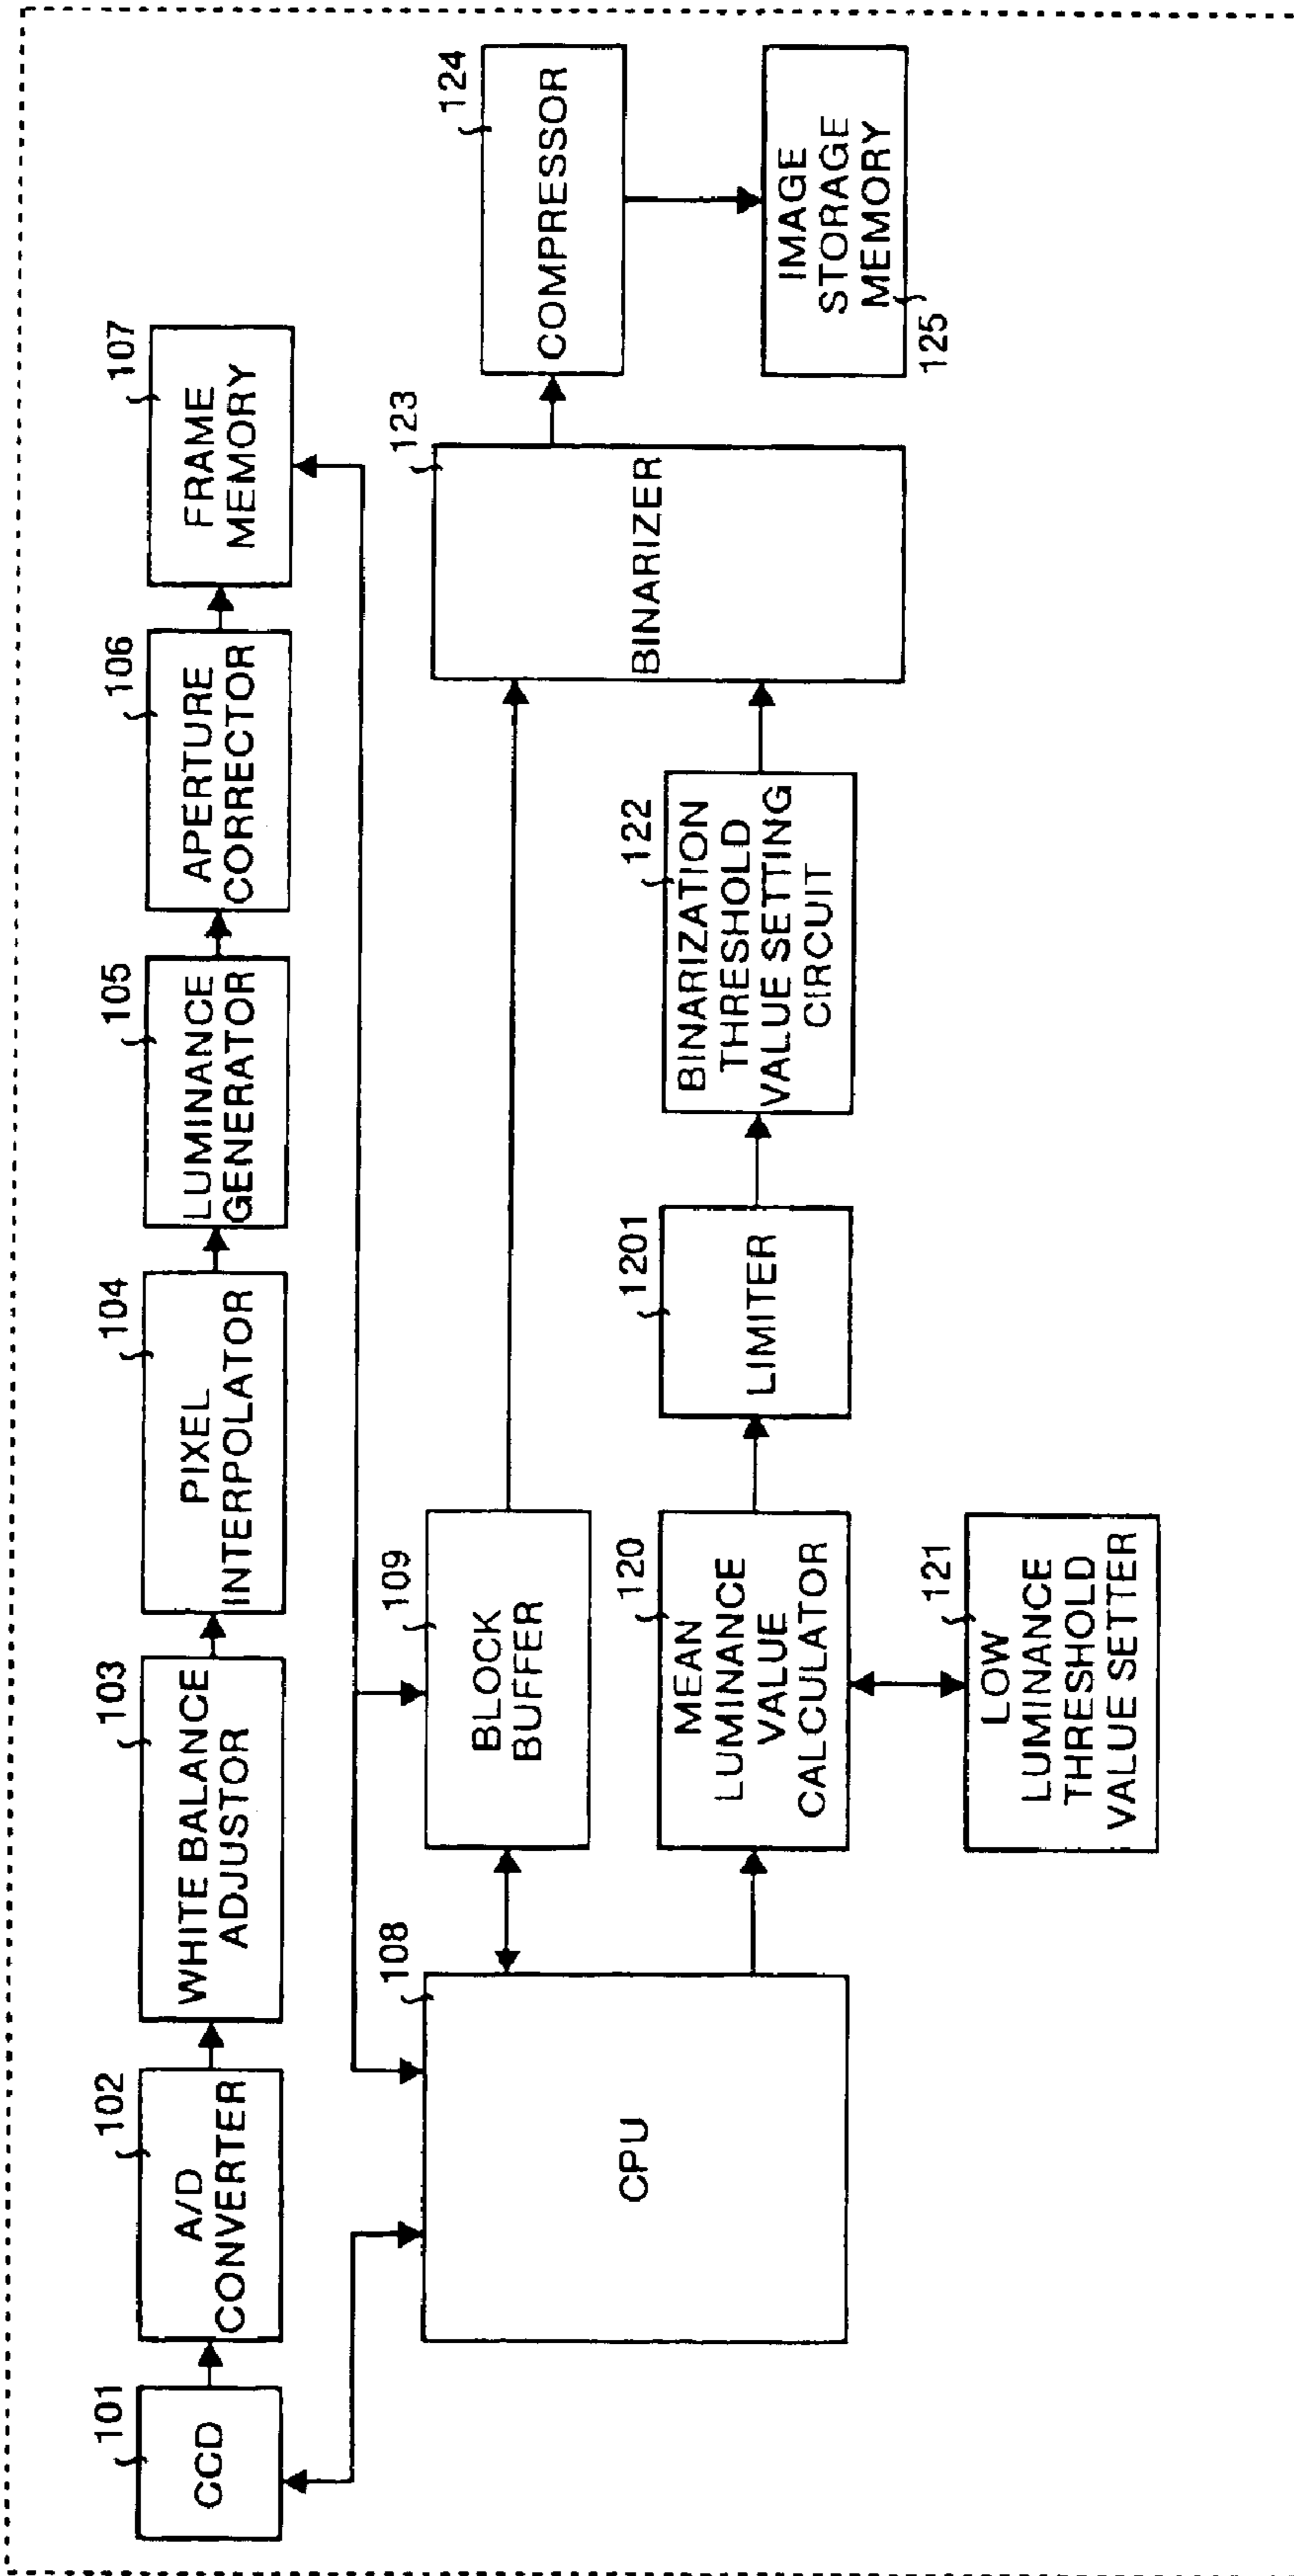 101
CCD
102
A/D
CONVERTER
103
WHITE BALANCE
ADJUSTOR
104
PIXEL
INTERPOLATOR
105
LUMINANCE
GENERATOR
106
APERTURE
CORRECTOR
107
FRAME
MEMORY
108
CPU
109
BLOCK
BUFFER
120
MEAN
LUMINANCE
VALUE
CALCULATOR
121
LOW
LUMINANCE
THRESHOLD
VALUE SETTER
1201
LIMITER
122
BINARIZATION
THRESHOLD
VALUE SETTING
CIRCUIT
123
BINARIZER
124
COMPRESSOR
IMAGE
STORAGE
MEMORY
125